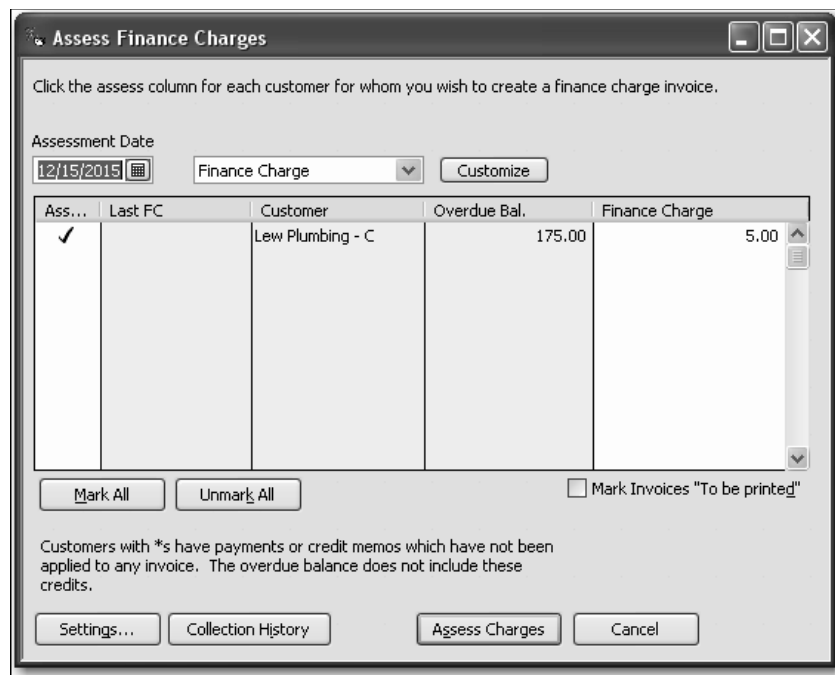 Assess Finance Charges
Click the assess column for each customer for whom you wish to create a finance charge invoice.
Assessment Date
12/15/2015 Finance Charge Customize
Ass... Last FC Customer Overdue Bal. Finance Charge
Lew Plumbing - C 175.00 5.00
Mark All Unmark All Mark Invoices "To be printed"
Customers with *s have payments or credit memos which have not been
applied to any invoice. The overdue balance does not include these
credits.
Settings... Collection History Assess Charges Cancel